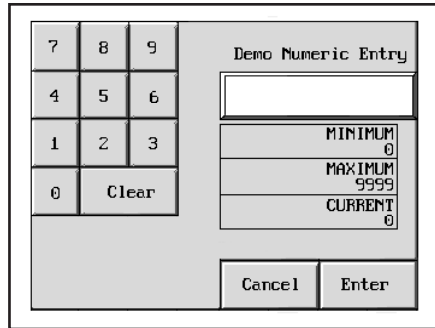 7 8 9
4 5 6
1 2 3
0 Clear
Demo Numeric Entry
MINIMUM
0
MAXIMUM
9999
CURRENT
0
Cancel Enter